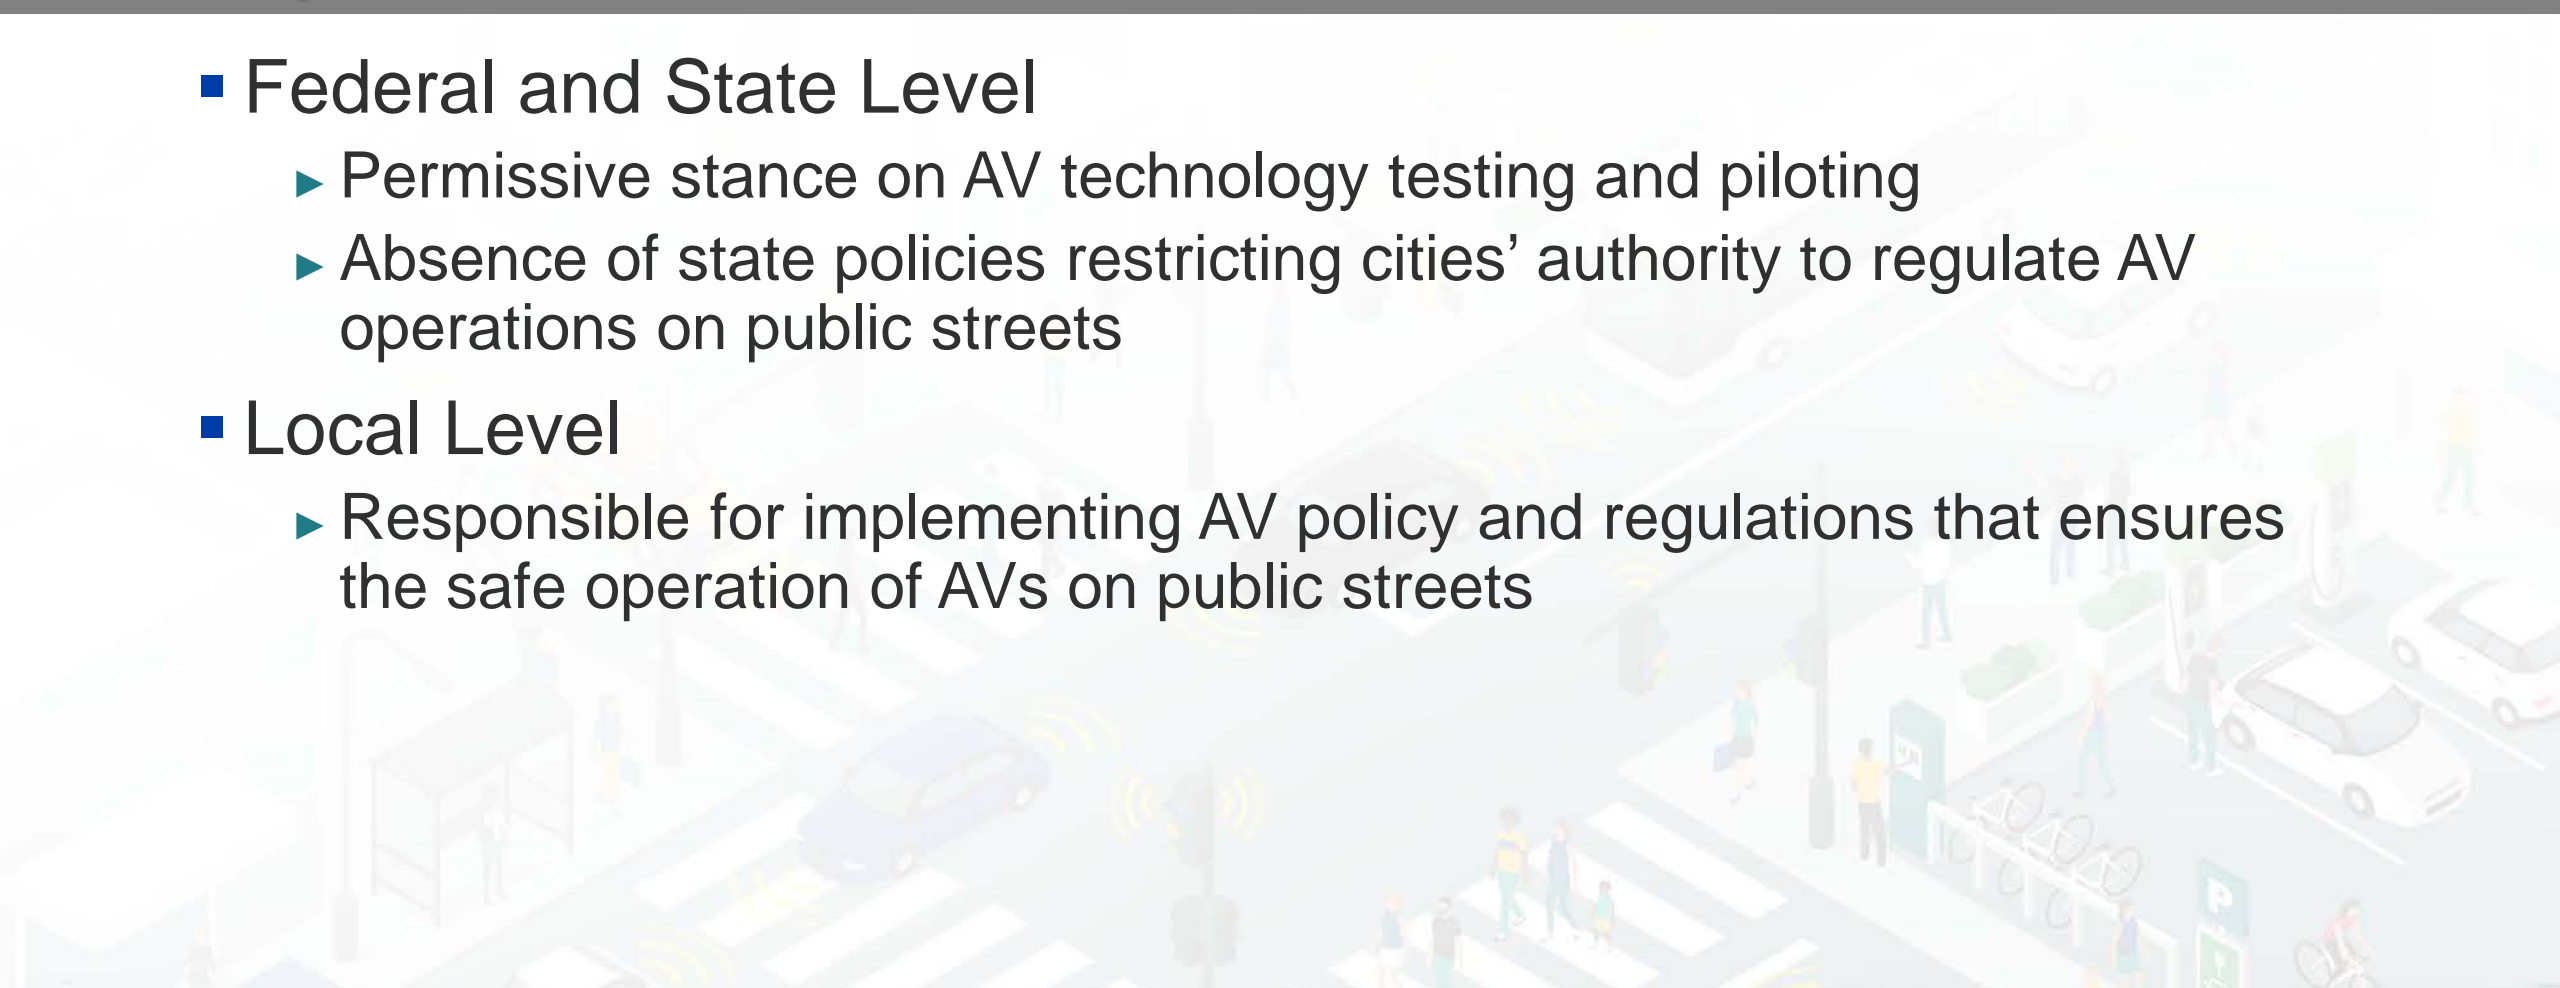 ▪ Federal and State Level
► Permissive stance on AV technology testing and piloting
► Absence of state policies restricting cities’ authority to regulate AV
operations on public streets
▪ Local Level
► Responsible for implementing AV policy and regulations that ensures
the safe operation of AVs on public streets
P